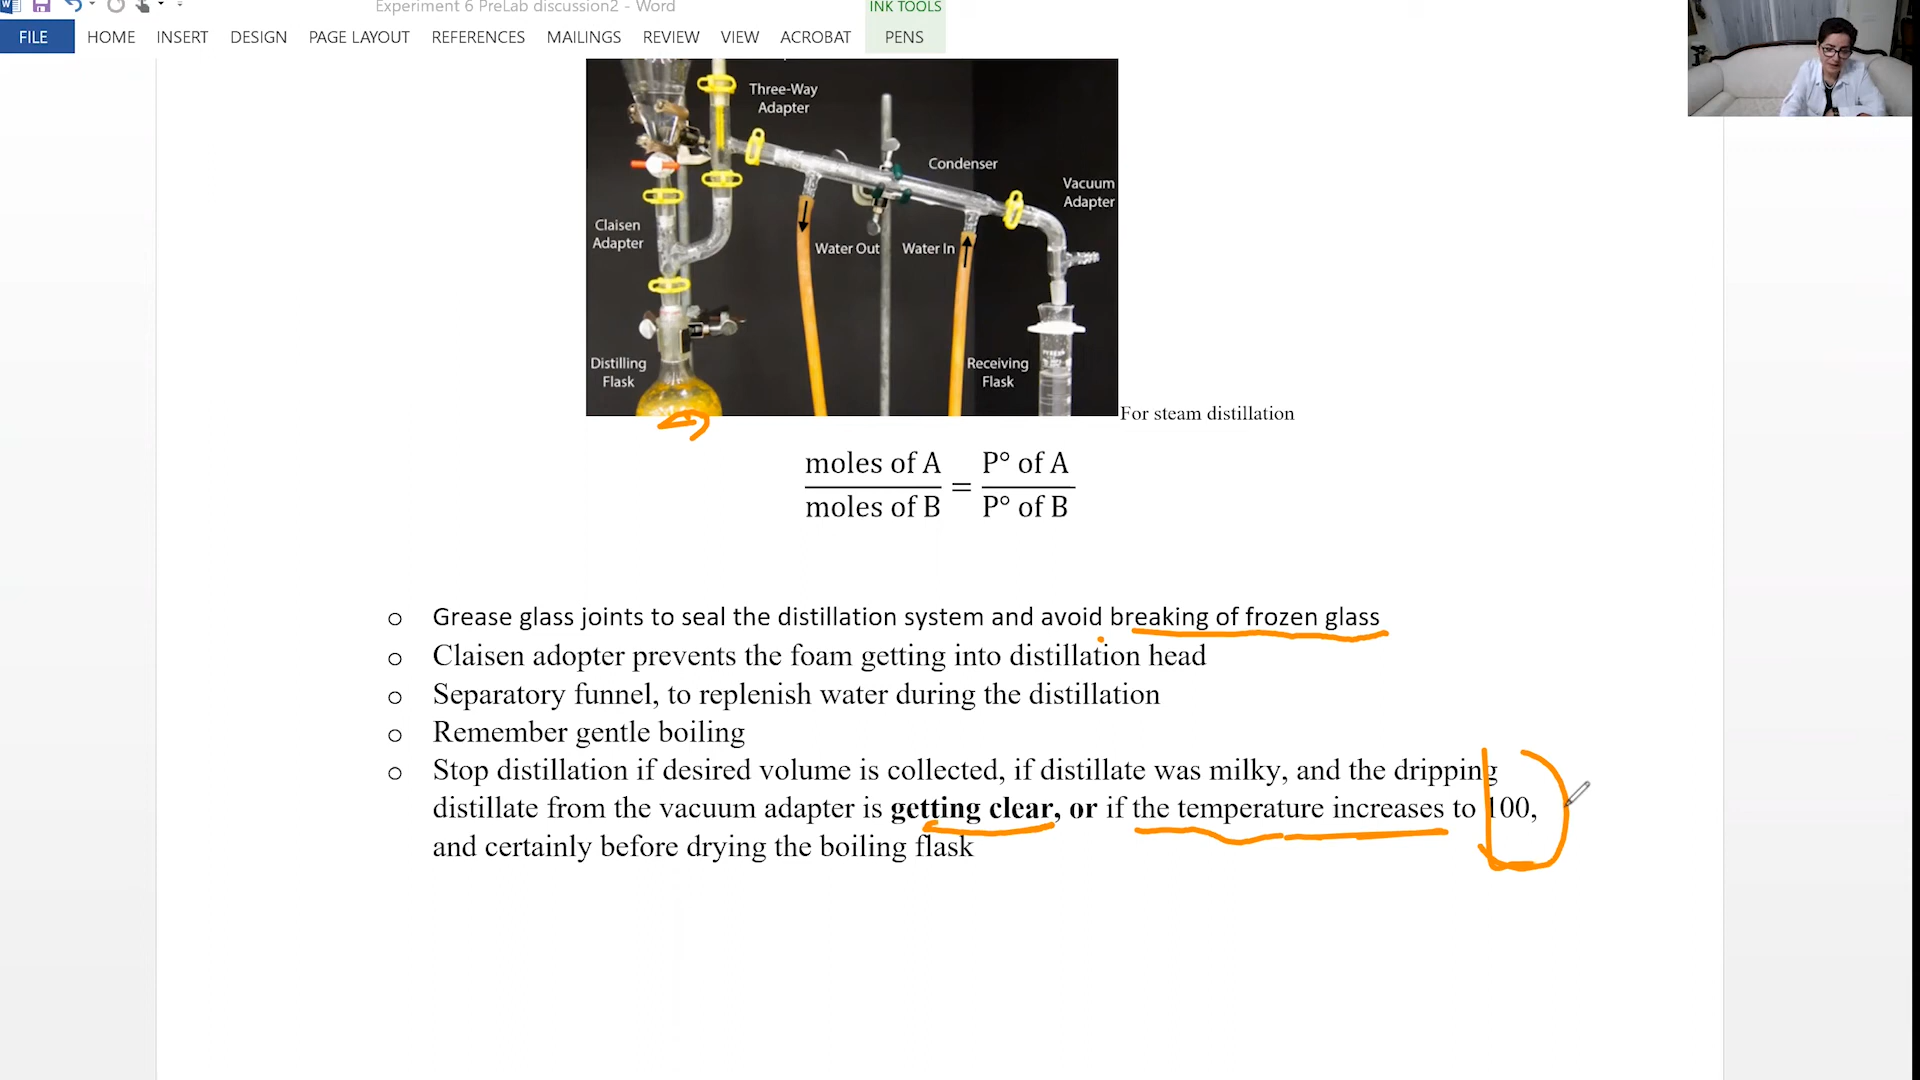 Experiment 6 PreLab discussion2 - Word
INK TOOLS
FILE HOME INSERT DESIGN PAGE LAYOUT REFERENCES MAILINGS REVIEW VIEW ACROBAT PENS
Three-Way
Adapter
Condenser
Vacuum
Adapter
Claisen
Adapter
Water Out
Water In
Distilling
Flask
Receiving
Flask
For steam distillation
moles of A / moles of B = P° of A / P° of B
o Grease glass joints to seal the distillation system and avoid breaking of frozen glass
o Claisen adopter prevents the foam getting into distillation head
o Separatory funnel, to replenish water during the distillation
o Remember gentle boiling
o Stop distillation if desired volume is collected, if distillate was milky, and the dripping
distillate from the vacuum adapter is getting clear, or if the temperature increases to 100,
and certainly before drying the boiling flask